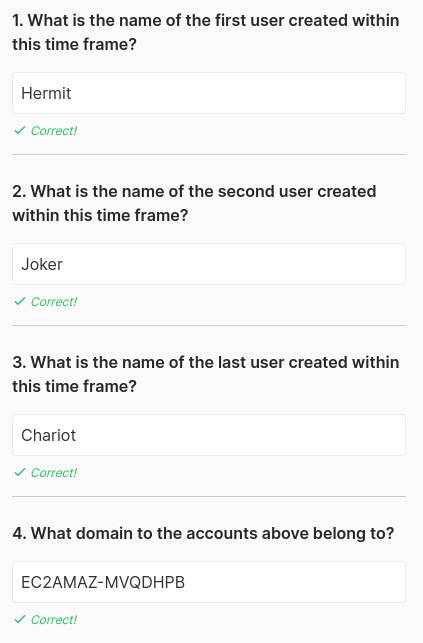 1. What is the name of the first user created within
this time frame?
Hermit
✓ Correct!
2. What is the name of the second user created
within this time frame?
Joker
✓ Correct!
3. What is the name of the last user created within
this time frame?
Chariot
✓ Correct!
4. What domain to the accounts above belong to?
EC2AMAZ-MVQDHPB
✓ Correct!